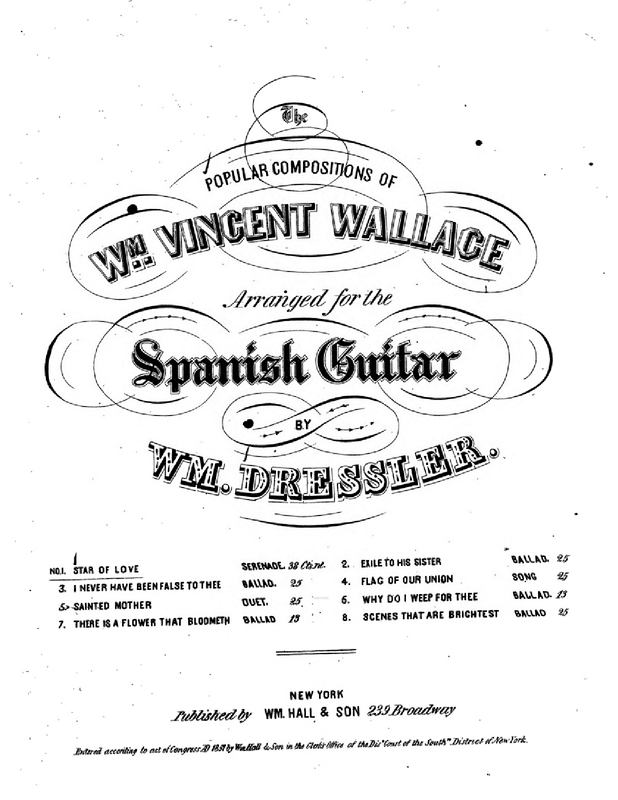 The
POPULAR COMPOSITIONS OF
WM. VINCENT WALLACE
Arranged for the
Spanish Guitar
BY
WM. DRESSLER.
NO.1. STAR OF LOVE SERENADE. 38 Cts. nt. 2. EXILE TO HIS SISTER BALLAD. 25
3. I NEVER HAVE BEEN FALSE TO THEE BALLAD. 25 4. FLAG OF OUR UNION SONG 25
5. SAINTED MOTHER DUET. 25 6. WHY DO I WEEP FOR THEE BALLAD. 13
7. THERE IS A FLOWER THAT BLOOMETH BALLAD 13 8. SCENES THAT ARE BRIGHTEST BALLAD 25
NEW YORK
Published by WM. HALL & SON 239 Broadway
Entered according to act of Congress AD 1851 by Wm Hall & Son in the Clerks Office of the Dist Court of the Southn District of New York.